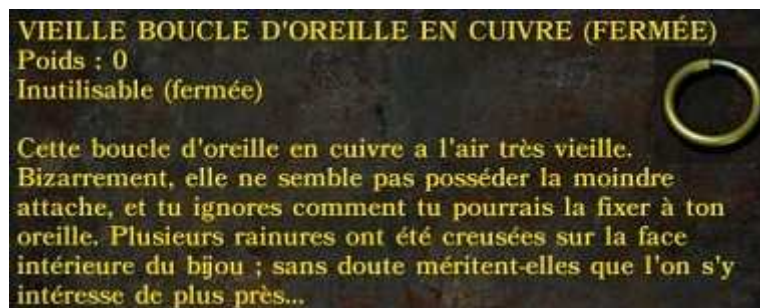 VIEILLE BOUCLE D'OREILLE EN CUIVRE (FERMÉE)
Poids : 0
Inutilisable (fermée)
Cette boucle d'oreille en cuivre a l'air très vieille.
Bizarrement, elle ne semble pas posséder la moindre
attache, et tu ignores comment tu pourrais la fixer à ton
oreille. Plusieurs rainures ont été creusées sur la face
intérieure du bijou ; sans doute méritent-elles que l'on s'y
intéresse de plus près...